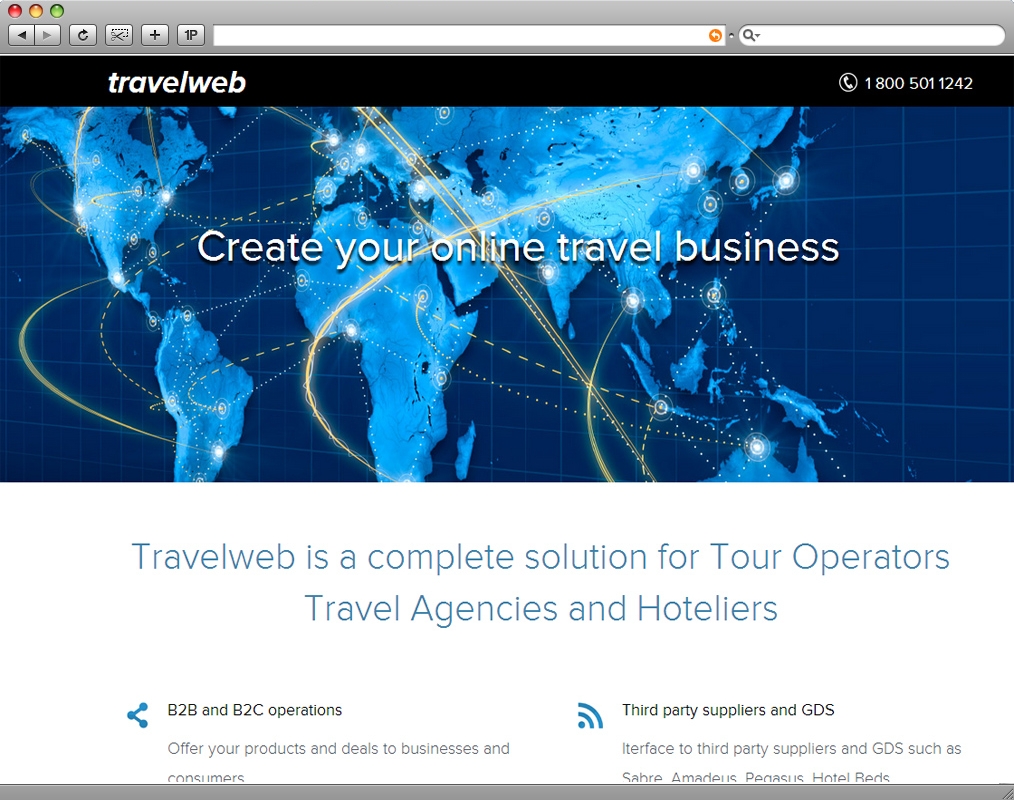 1P
travelweb
1 800 501 1242
Create your online travel business
Travelweb is a complete solution for Tour Operators
Travel Agencies and Hoteliers
B2B and B2C operations
Offer your products and deals to businesses and
consumers
Third party suppliers and GDS
Iterface to third party suppliers and GDS such as
Sabre, Amadeus, Pegasus, Hotel Beds